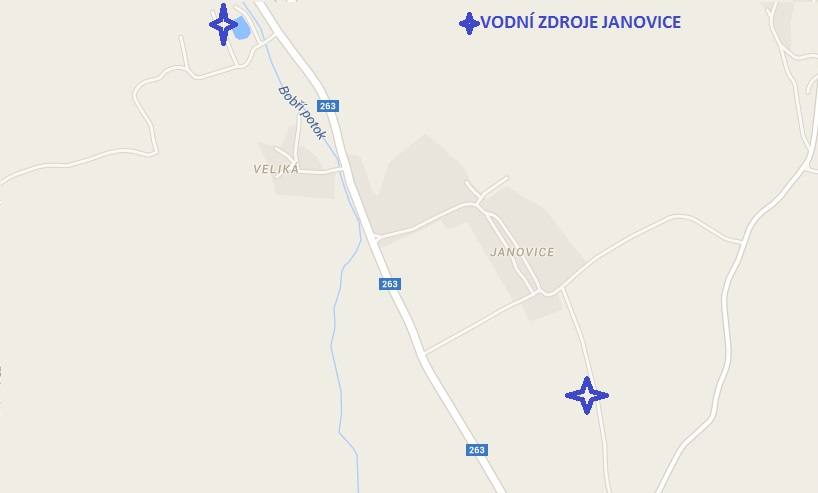 VODNÍ ZDROJE JANOVICE
Bobří potok
263
VELIKÁ
JANOVICE
263
263